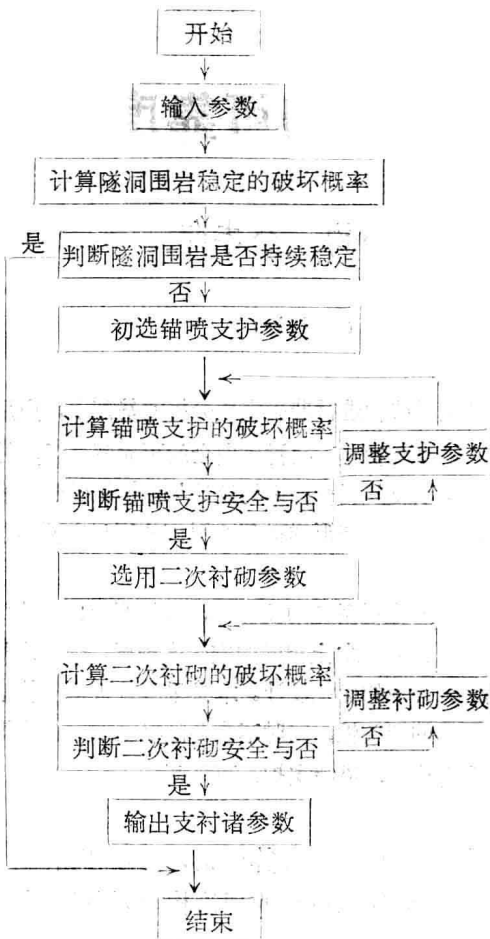 开始
输入参数
计算隧洞围岩稳定的破坏概率
是
判断隧洞围岩是否持续稳定
否
初选锚喷支护参数
计算锚喷支护的破坏概率
调整支护参数
判断锚喷支护安全与否
否
是
选用二次衬砌参数
计算二次衬砌的破坏概率
调整衬砌参数
判断二次衬砌安全与否
否
是
输出支衬诸参数
结束